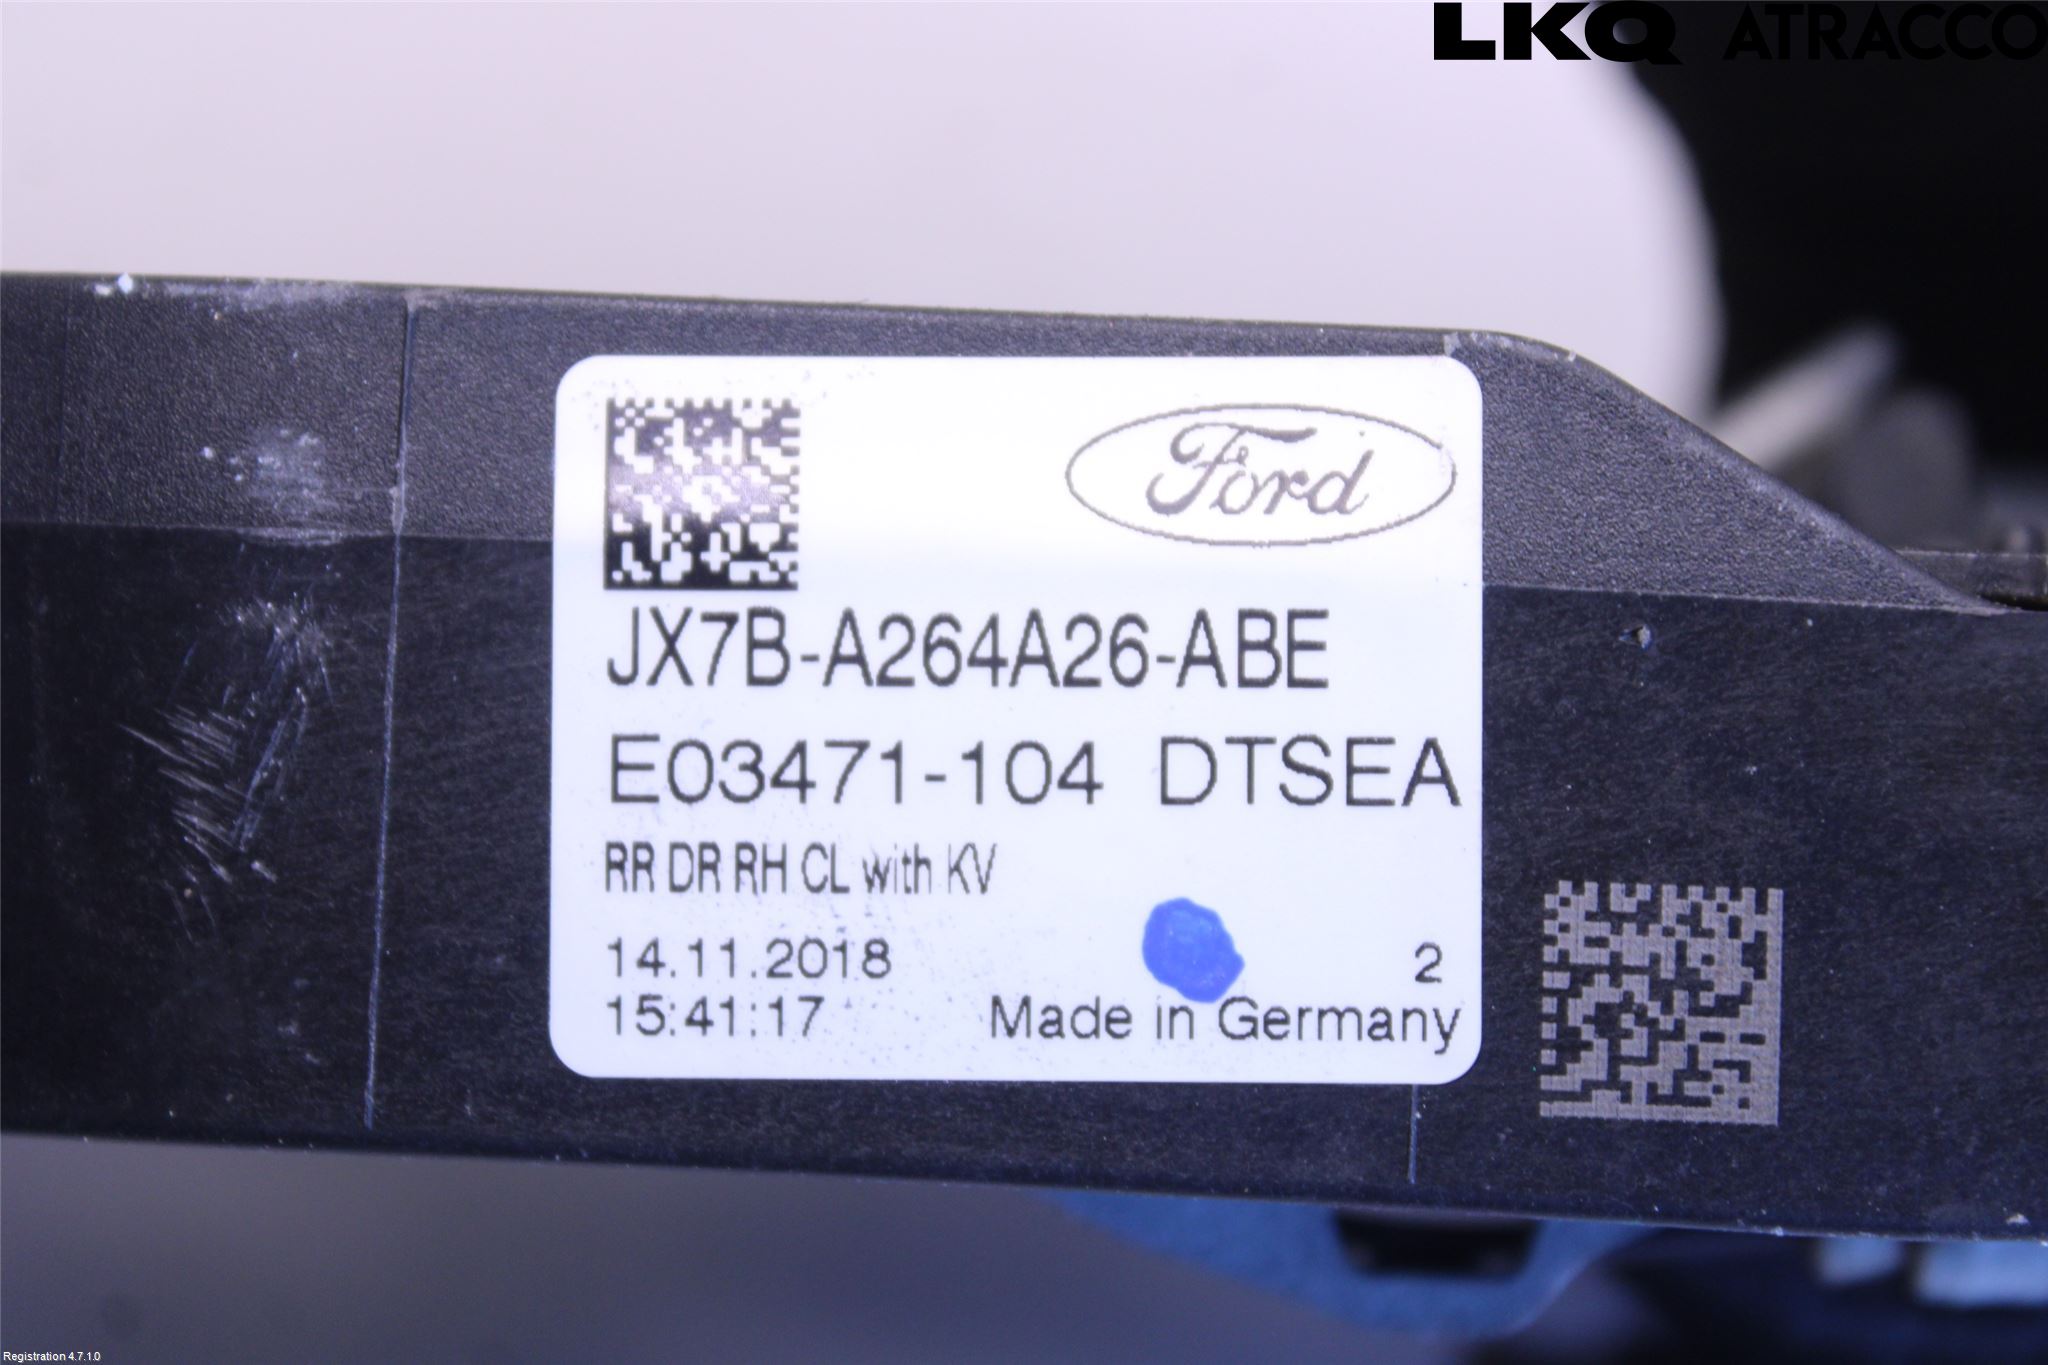 LKQ ATRACCO
Ford
JX7B-A264A26-ABE
E03471-104 DTSEA
RR DR RH CL with KV
14.11.2018
2
15:41:17
Made in Germany
Registration 4.7.1.0